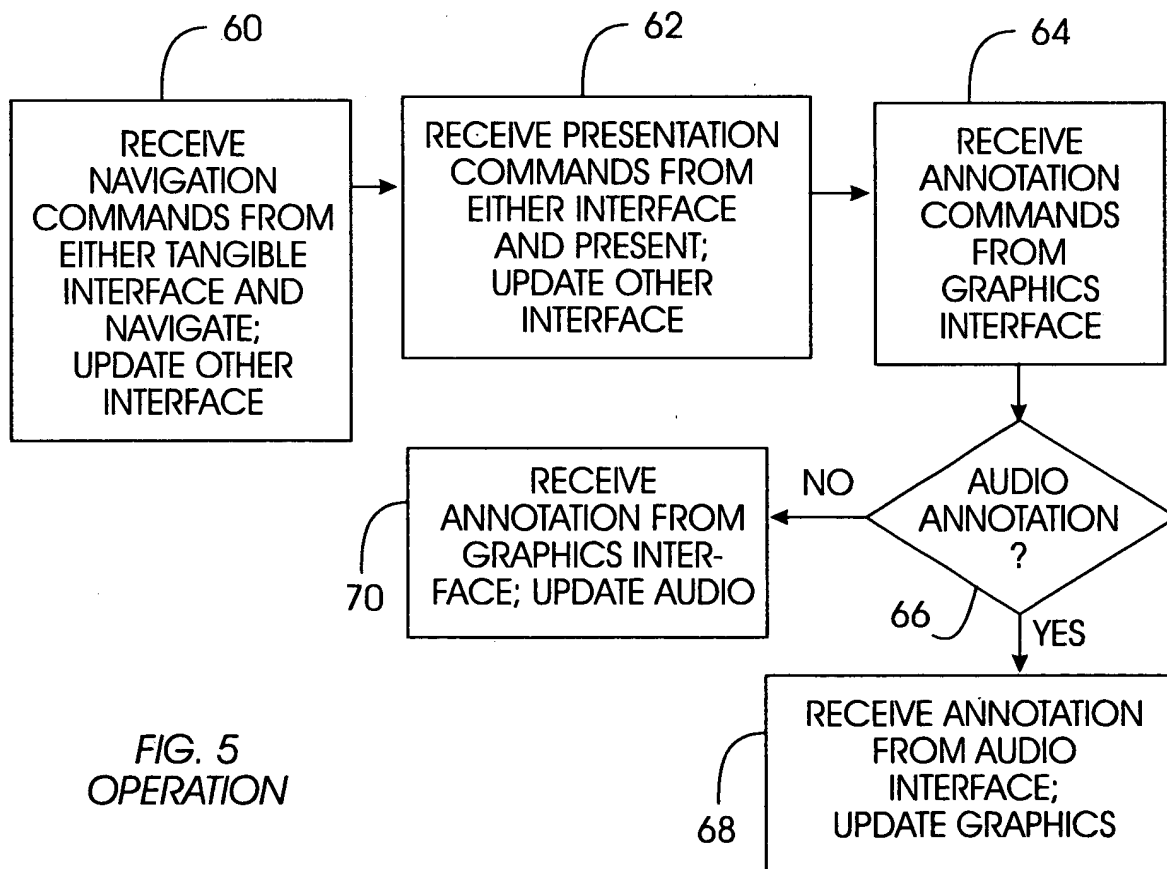 60
62
64
RECEIVE
NAVIGATION
COMMANDS FROM
EITHER TANGIBLE
INTERFACE AND
NAVIGATE;
UPDATE OTHER
INTERFACE
RECEIVE PRESENTATION
COMMANDS FROM
EITHER INTERFACE
AND PRESENT;
UPDATE OTHER
INTERFACE
RECEIVE
ANNOTATION
COMMANDS
FROM
GRAPHICS
INTERFACE
AUDIO
ANNOTATION
?
66
NO
YES
RECEIVE
ANNOTATION FROM
GRAPHICS INTER-
FACE; UPDATE AUDIO
70
RECEIVE ANNOTATION
FROM AUDIO
INTERFACE;
UPDATE GRAPHICS
68
FIG. 5
OPERATION